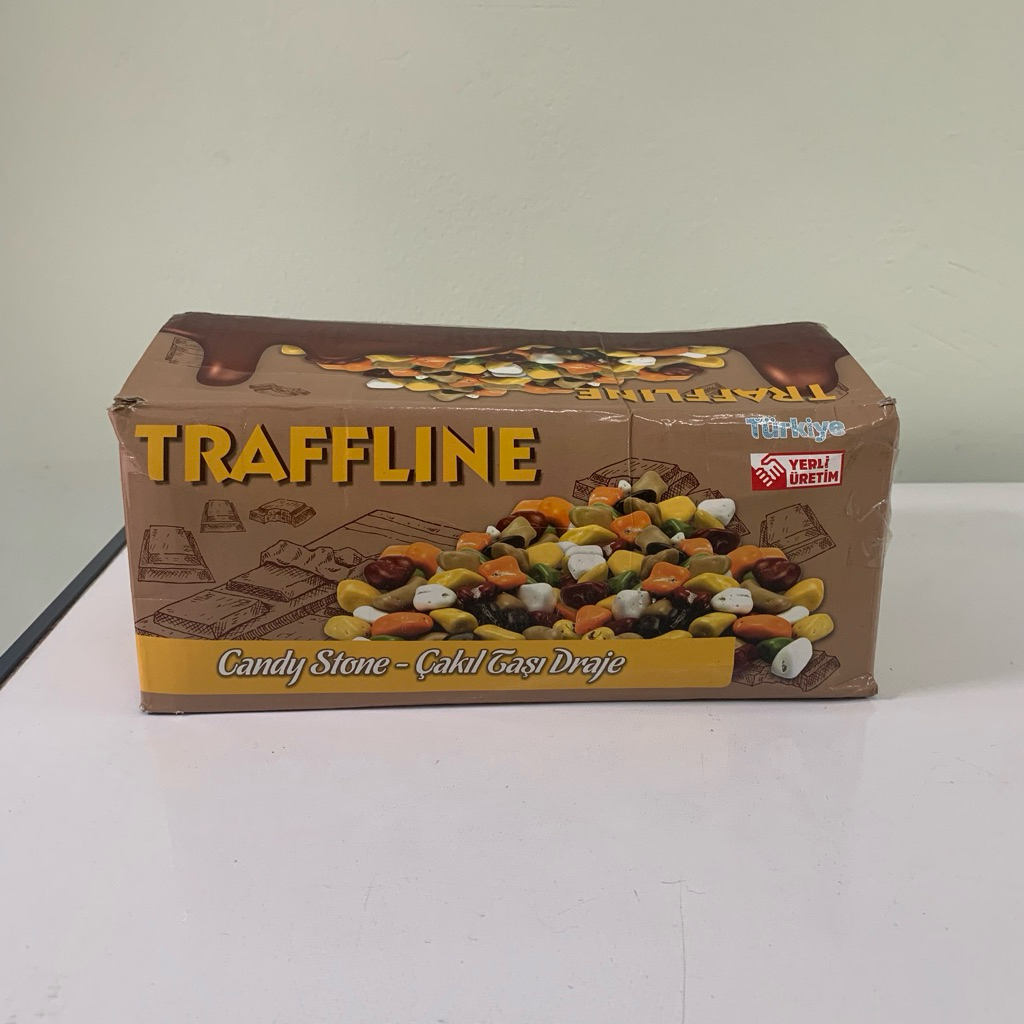 TRAFFLINE
TRAFFLINE
Türkiye
YERLİ
ÜRETİM
Candy Stone - Çakıl Taşı Draje